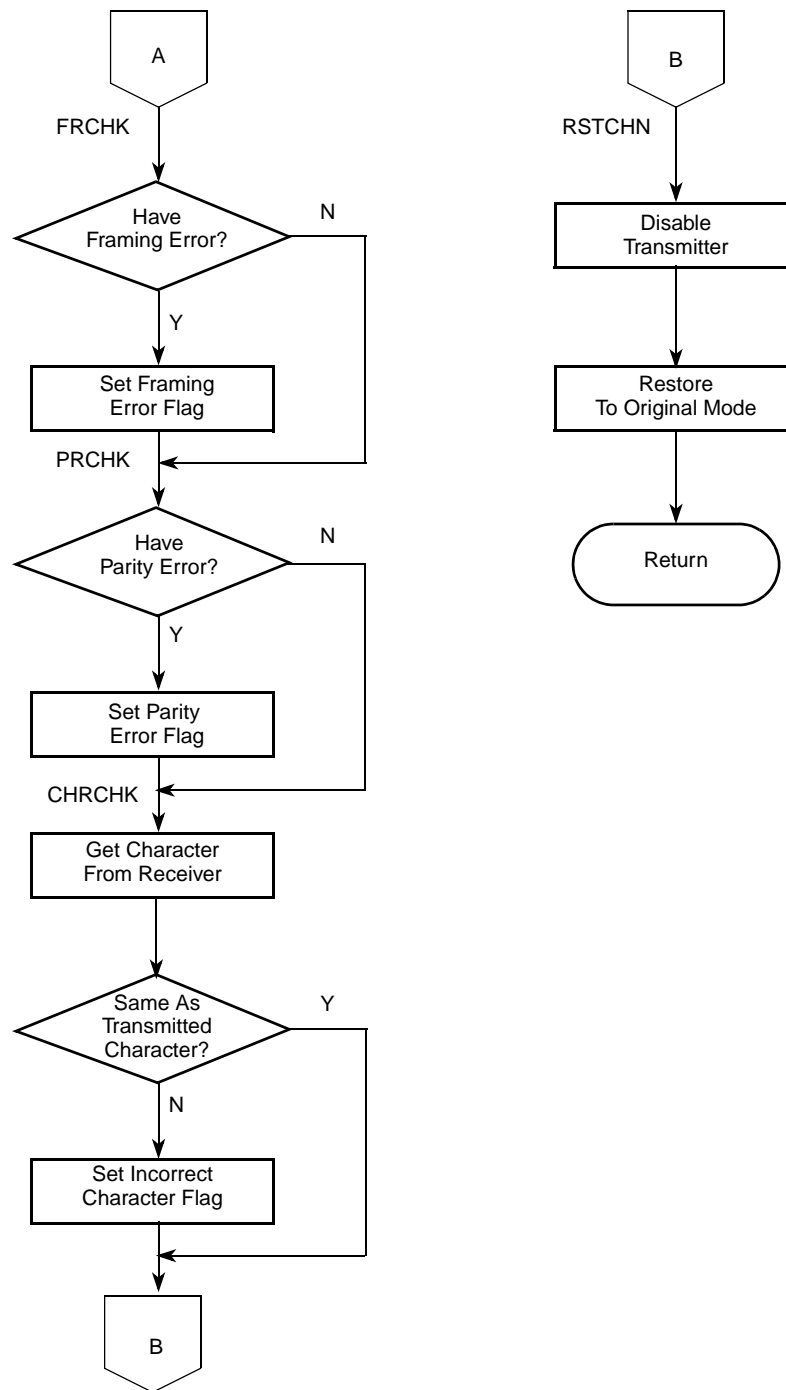 A
FRCHK
Have
Framing Error?
N
Y
Set Framing
Error Flag
PRCHK
Have
Parity Error?
N
Y
Set Parity
Error Flag
CHRCHK
Get Character
From Receiver
Same As
Transmitted
Character?
Y
N
Set Incorrect
Character Flag
B
B
RSTCHN
Disable
Transmitter
Restore
To Original Mode
Return